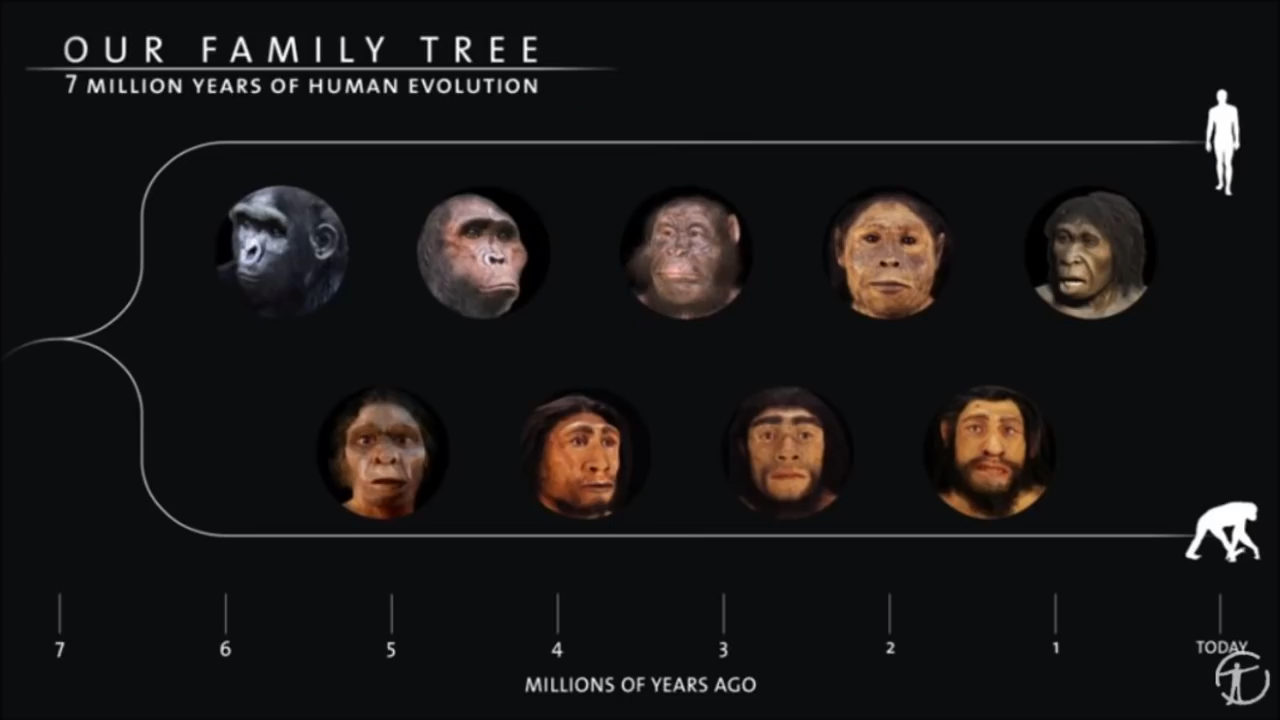 OUR FAMILY TREE
7 MILLION YEARS OF HUMAN EVOLUTION
7 6 5 4 3 2 1 TODAY
MILLIONS OF YEARS AGO